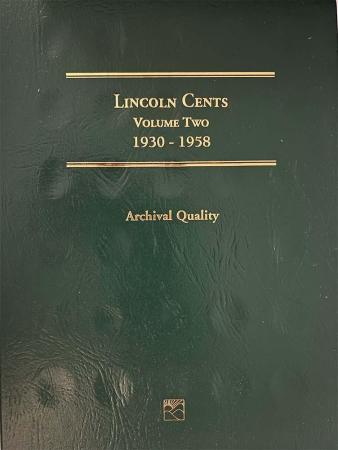 Lincoln Cents
Volume Two
1930 - 1958
Archival Quality